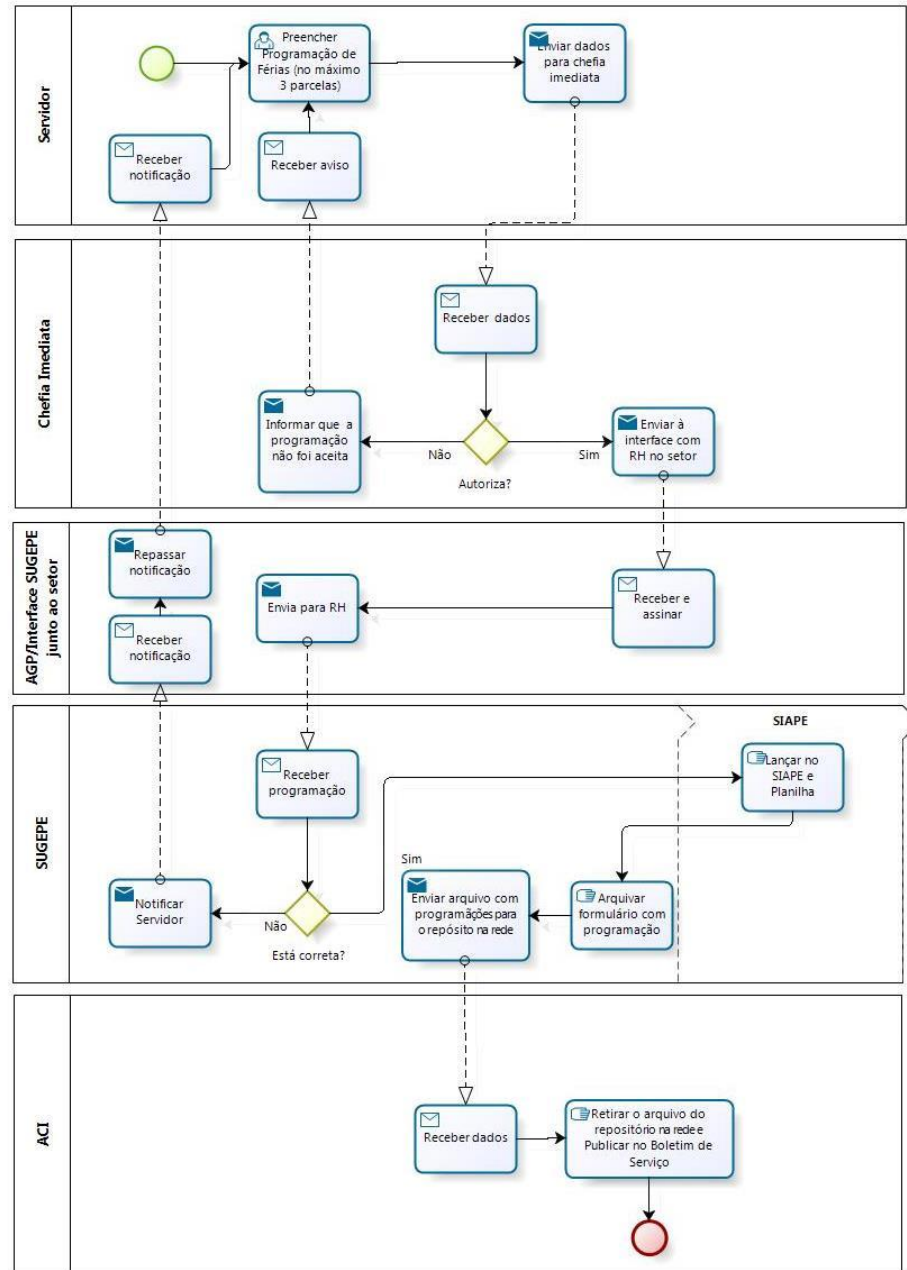 Servidor
Preencher
Programação de
Férias (no máximo
3 parcelas)
Enviar dados
para chefia
imediata
Receber
notificação
Receber aviso
Chefia Imediata
Receber dados
Informar que a
programação
não foi aceita
Não
Autoriza?
Sim
Enviar à
interface com
RH no setor
AGP/Interface SUGEPE
junto ao setor
Repassar
notificação
Receber
notificação
Envia para RH
Receber e
assinar
SUGEPE
SIAPE
Receber
programação
Lançar no
SIAPE e
Planilha
Notificar
Servidor
Não
Está correta?
Sim
Enviar arquivo com
programções para
o repósito na rede
Arquivar
formulário com
programação
ACI
Receber dados
Retirar o arquivo do
repositório na rede e
Publicar no Boletim de
Serviço